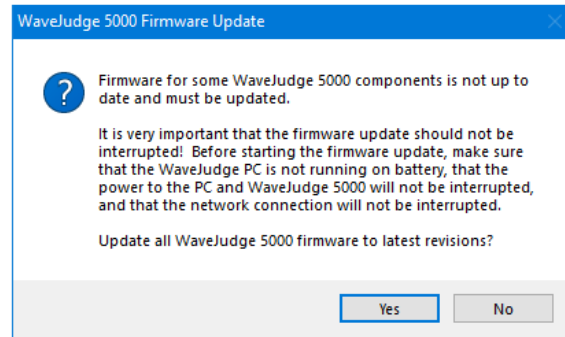 WaveJudge 5000 Firmware Update
Firmware for some WaveJudge 5000 components is not up to
date and must be updated.
It is very important that the firmware update should not be
interrupted! Before starting the firmware update, make sure
that the WaveJudge PC is not running on battery, that the
power to the PC and WaveJudge 5000 will not be interrupted,
and that the network connection will not be interrupted.
Update all WaveJudge 5000 firmware to latest revisions?
Yes No